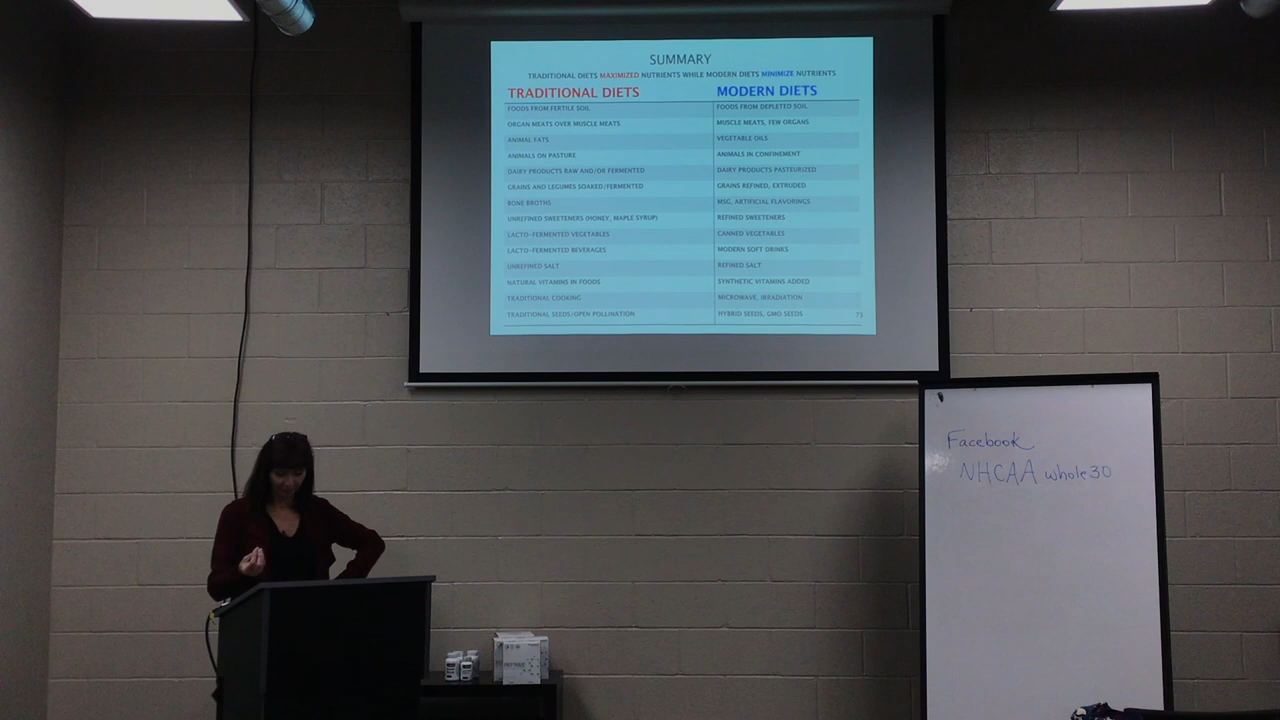 SUMMARY
TRADITIONAL DIETS MAXIMIZED NUTRIENTS WHILE MODERN DIETS MINIMIZE NUTRIENTS
TRADITIONAL DIETS MODERN DIETS
FOODS FROM FERTILE SOIL FOODS FROM DEPLETED SOIL
ORGAN MEATS OVER MUSCLE MEATS MUSCLE MEATS, FEW ORGANS
ANIMAL FATS VEGETABLE OILS
ANIMALS ON PASTURE ANIMALS IN CONFINEMENT
DAIRY PRODUCTS RAW AND/OR FERMENTED DAIRY PRODUCTS PASTEURIZED
GRAINS AND LEGUMES SOAKED/FERMENTED GRAINS REFINED, EXTRUDED
BONE BROTHS MSG, ARTIFICIAL FLAVORINGS
UNREFINED SWEETENERS (HONEY, MAPLE SYRUP) REFINED SWEETENERS
LACTO-FERMENTED VEGETABLES CANNED VEGETABLES
LACTO-FERMENTED BEVERAGES MODERN SOFT DRINKS
UNREFINED SALT REFINED SALT
NATURAL VITAMINS IN FOODS SYNTHETIC VITAMINS ADDED
TRADITIONAL COOKING MICROWAVE, IRRADIATION
TRADITIONAL SEEDS/OPEN POLLINATION HYBRID SEEDS, GMO SEEDS 73
Facebook
NHCAA whole30